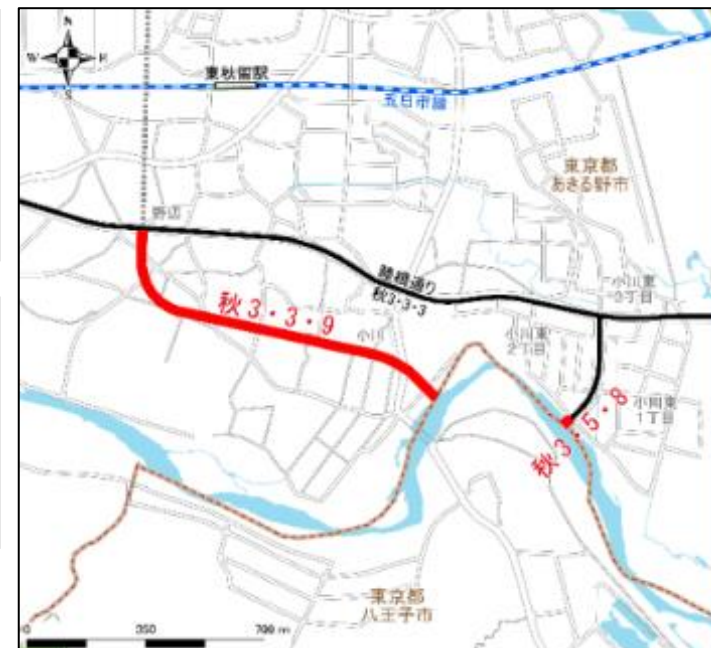 N
W E
S
東秋留駅
五日市線
東京都
あきる野市
野辺
睦橋通り
秋3・3・3
小川東
3丁目
秋3・3・9
小川
小川東
2丁目
小川東
1丁目
秋3・5・8
東京都
八王子市
0 350 700 m